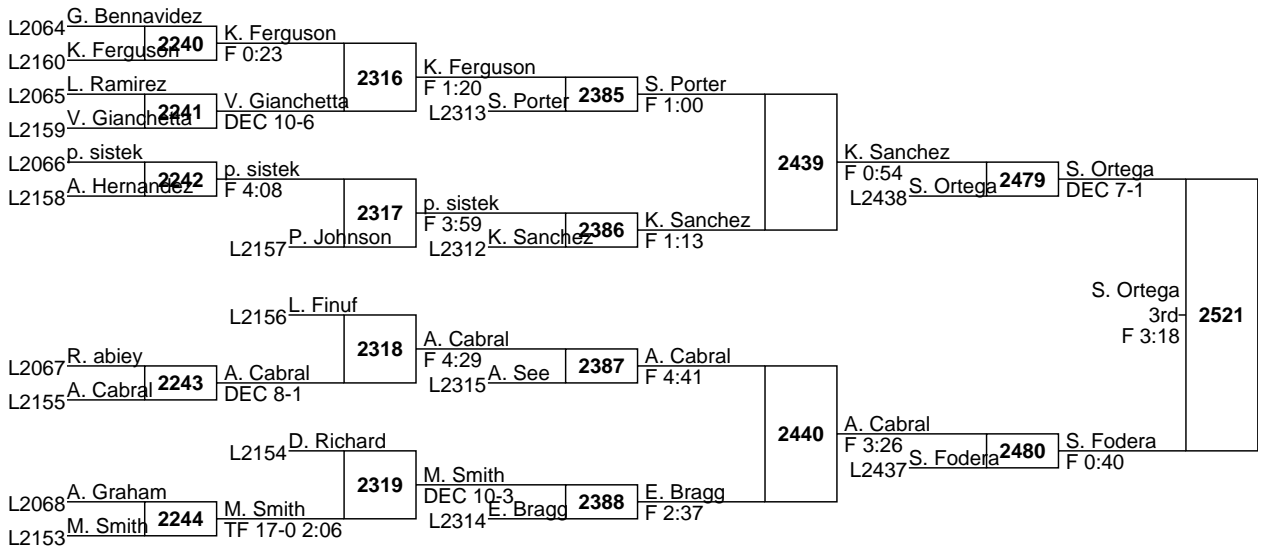 G. Bennavidez
L2064
2240
K. Ferguson
L2160
K. Ferguson
F 0:23
2316
L. Ramirez
L2065
2241
V. Gianchetta
L2159
V. Gianchetta
DEC 10-6
K. Ferguson
F 1:20
L2313
S. Porter
2385
S. Porter
F 1:00
p. sistek
L2066
2242
A. Hernandez
L2158
p. sistek
F 4:08
2317
L2157
P. Johnson
p. sistek
F 3:59
L2312
K. Sanchez
2386
K. Sanchez
F 1:13
2439
K. Sanchez
F 0:54
L2438
S. Ortega
2479
S. Ortega
DEC 7-1
L2156
L. Finuf
2318
R. abiey
L2067
2243
A. Cabral
L2155
A. Cabral
DEC 8-1
A. Cabral
F 4:29
L2315
A. See
2387
A. Cabral
F 4:41
L2154
D. Richard
2319
A. Graham
L2068
2244
M. Smith
L2153
M. Smith
TF 17-0 2:06
M. Smith
DEC 10-3
L2314
E. Bragg
2388
E. Bragg
F 2:37
2440
A. Cabral
F 3:26
L2437
S. Fodera
2480
S. Fodera
F 0:40
S. Ortega
3rd
F 3:18
2521